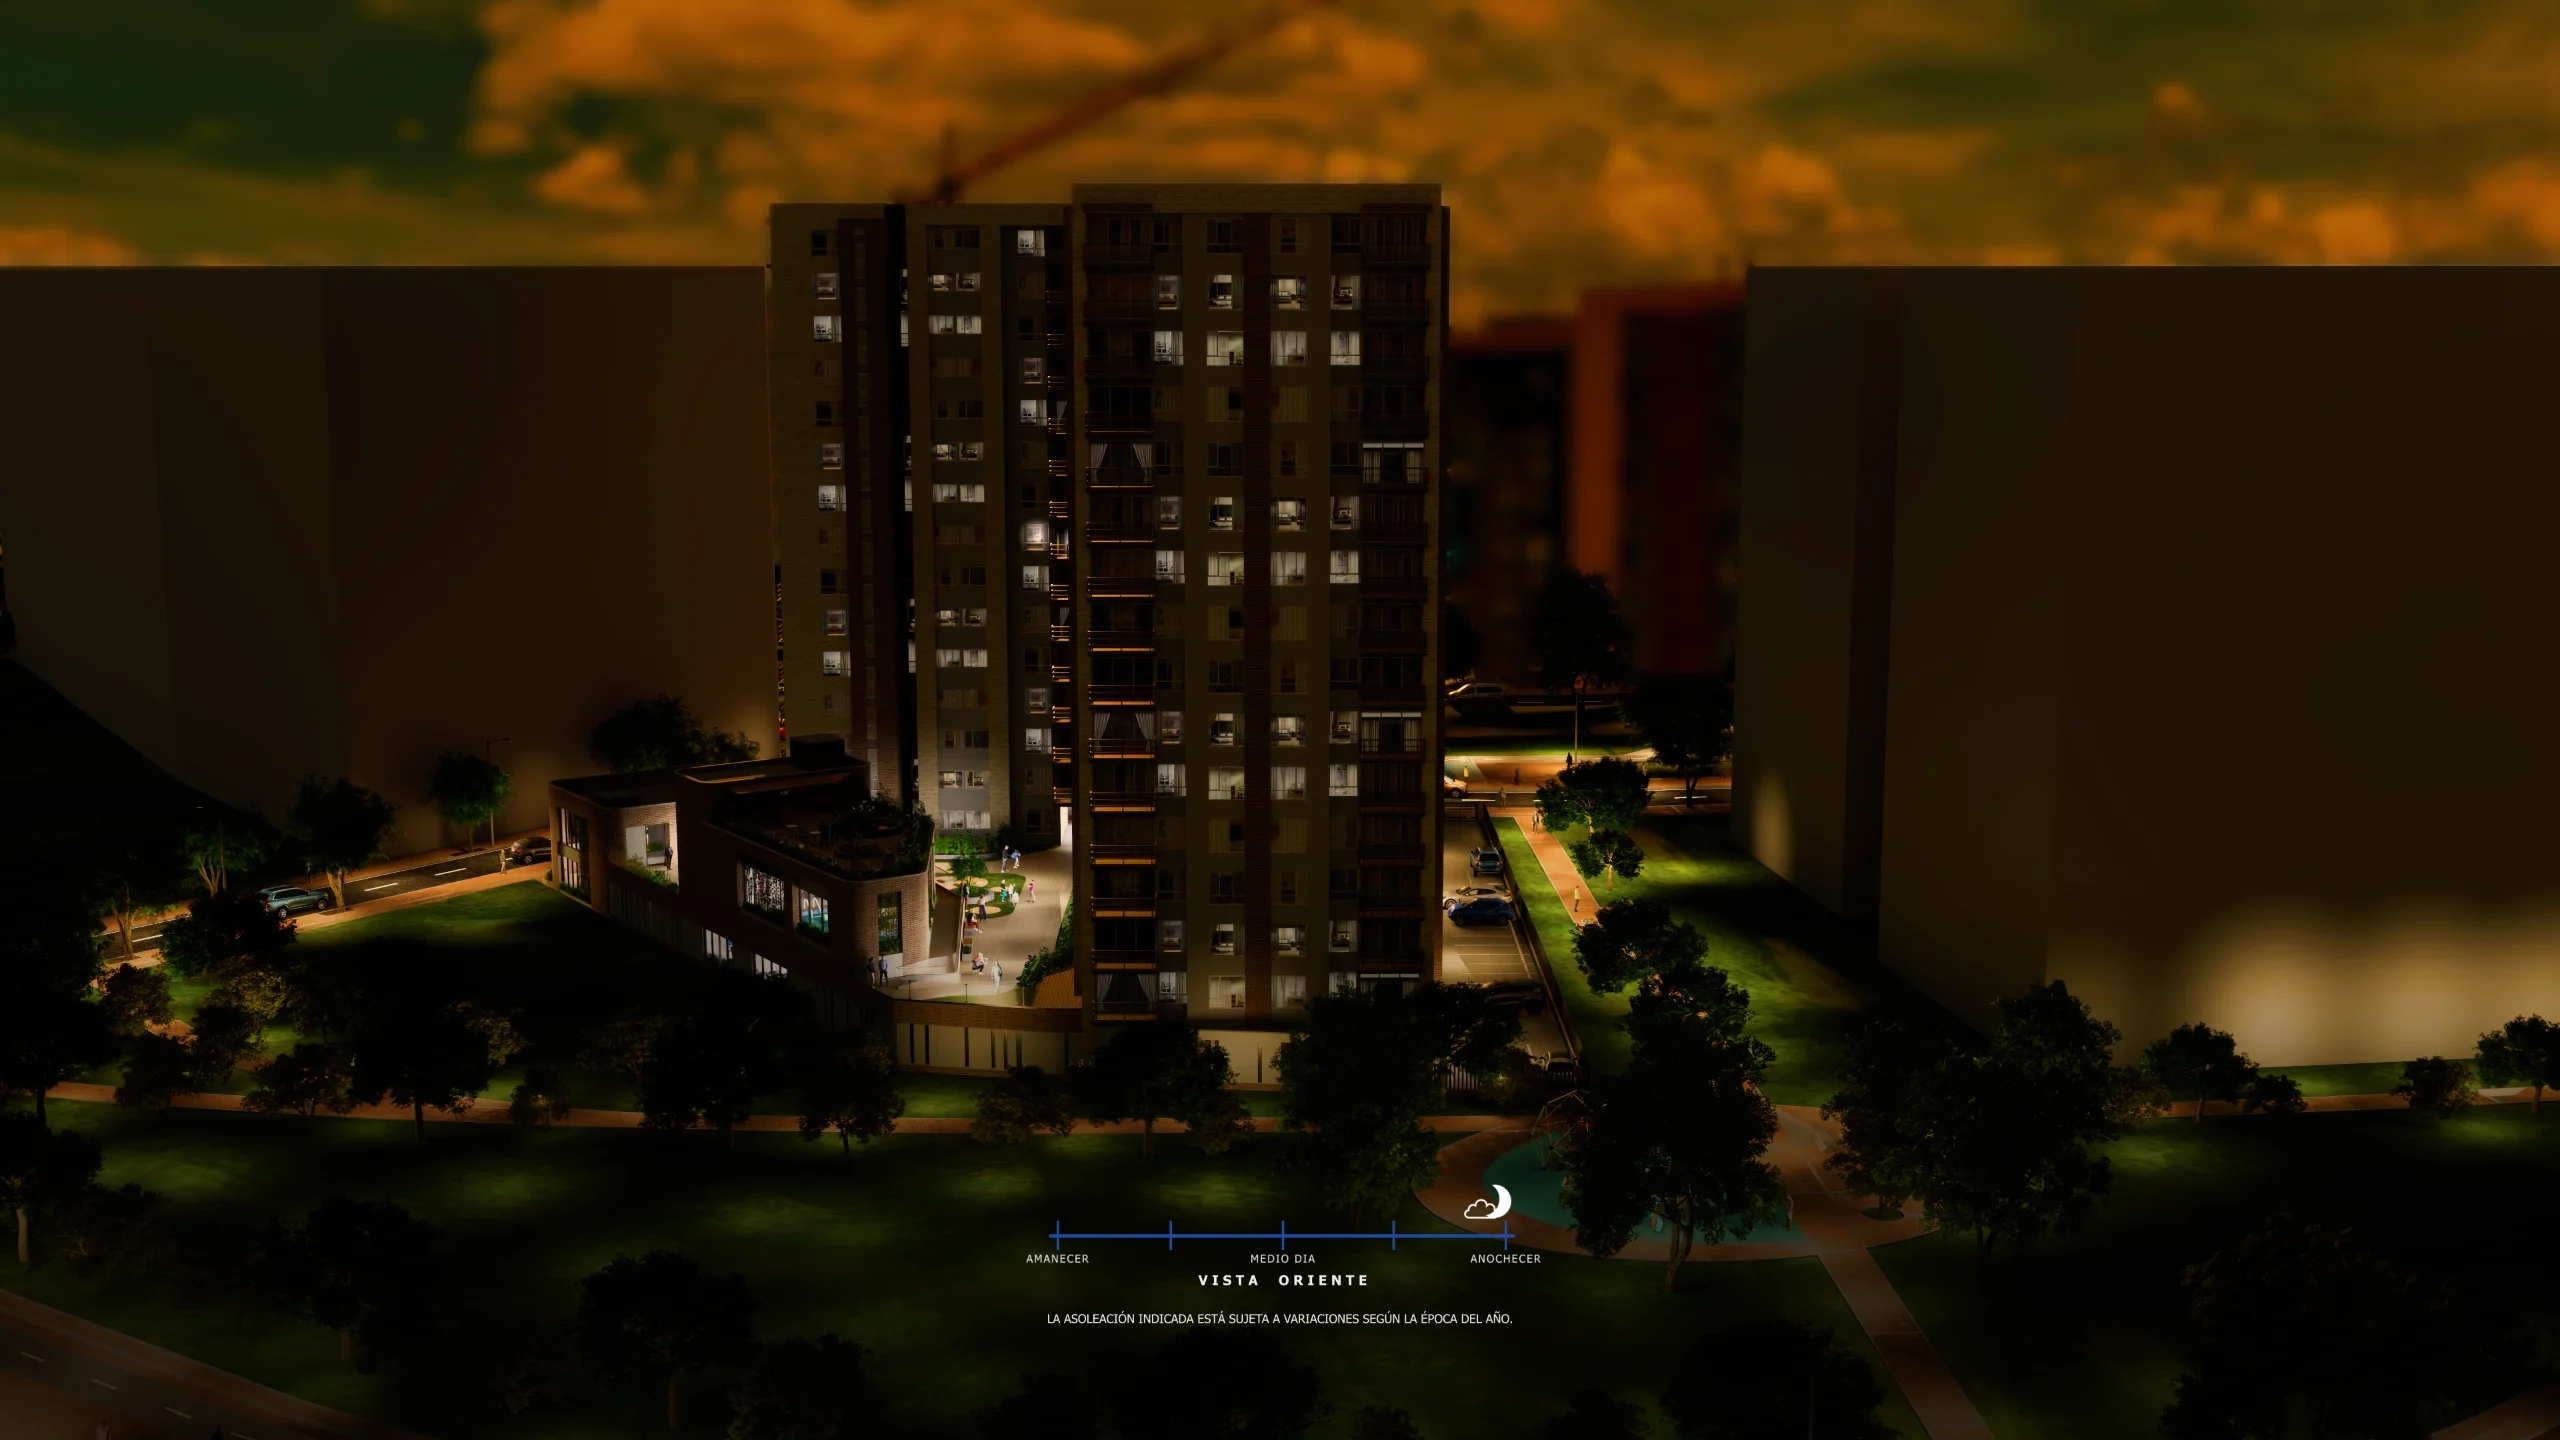 AMANECER MEDIO DIA ANOCHECER
VISTA ORIENTE
LA ASOLEACIÓN INDICADA ESTÁ SUJETA A VARIACIONES SEGÚN LA ÉPOCA DEL AÑO.